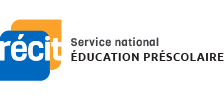 récit
Service national
ÉDUCATION PRÉSCOLAIRE